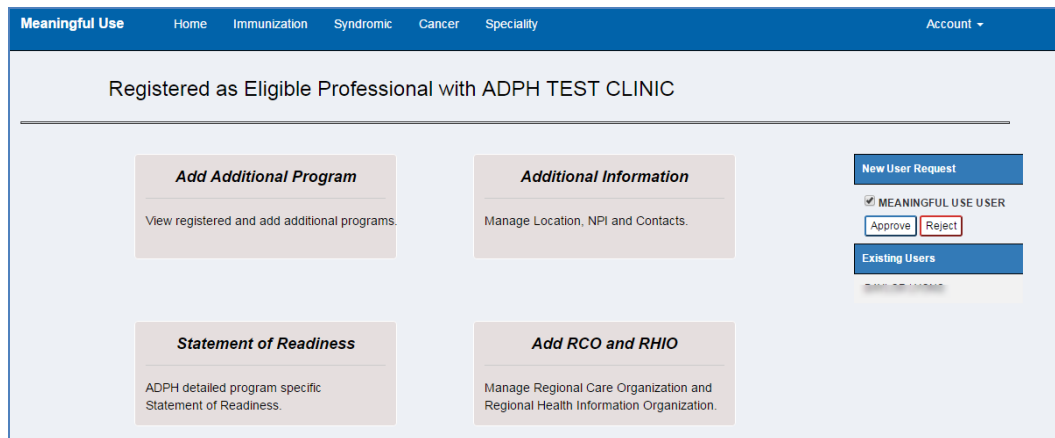 Meaningful Use Home Immunization Syndromic Cancer Speciality Account
Registered as Eligible Professional with ADPH TEST CLINIC
Add Additional Program
View registered and add additional programs.
Additional Information
Manage Location, NPI and Contacts.
New User Request
MEANINGFUL USE USER
Approve Reject
Existing Users
Statement of Readiness
ADPH detailed program specific
Statement of Readiness.
Add RCO and RHIO
Manage Regional Care Organization and
Regional Health Information Organization.